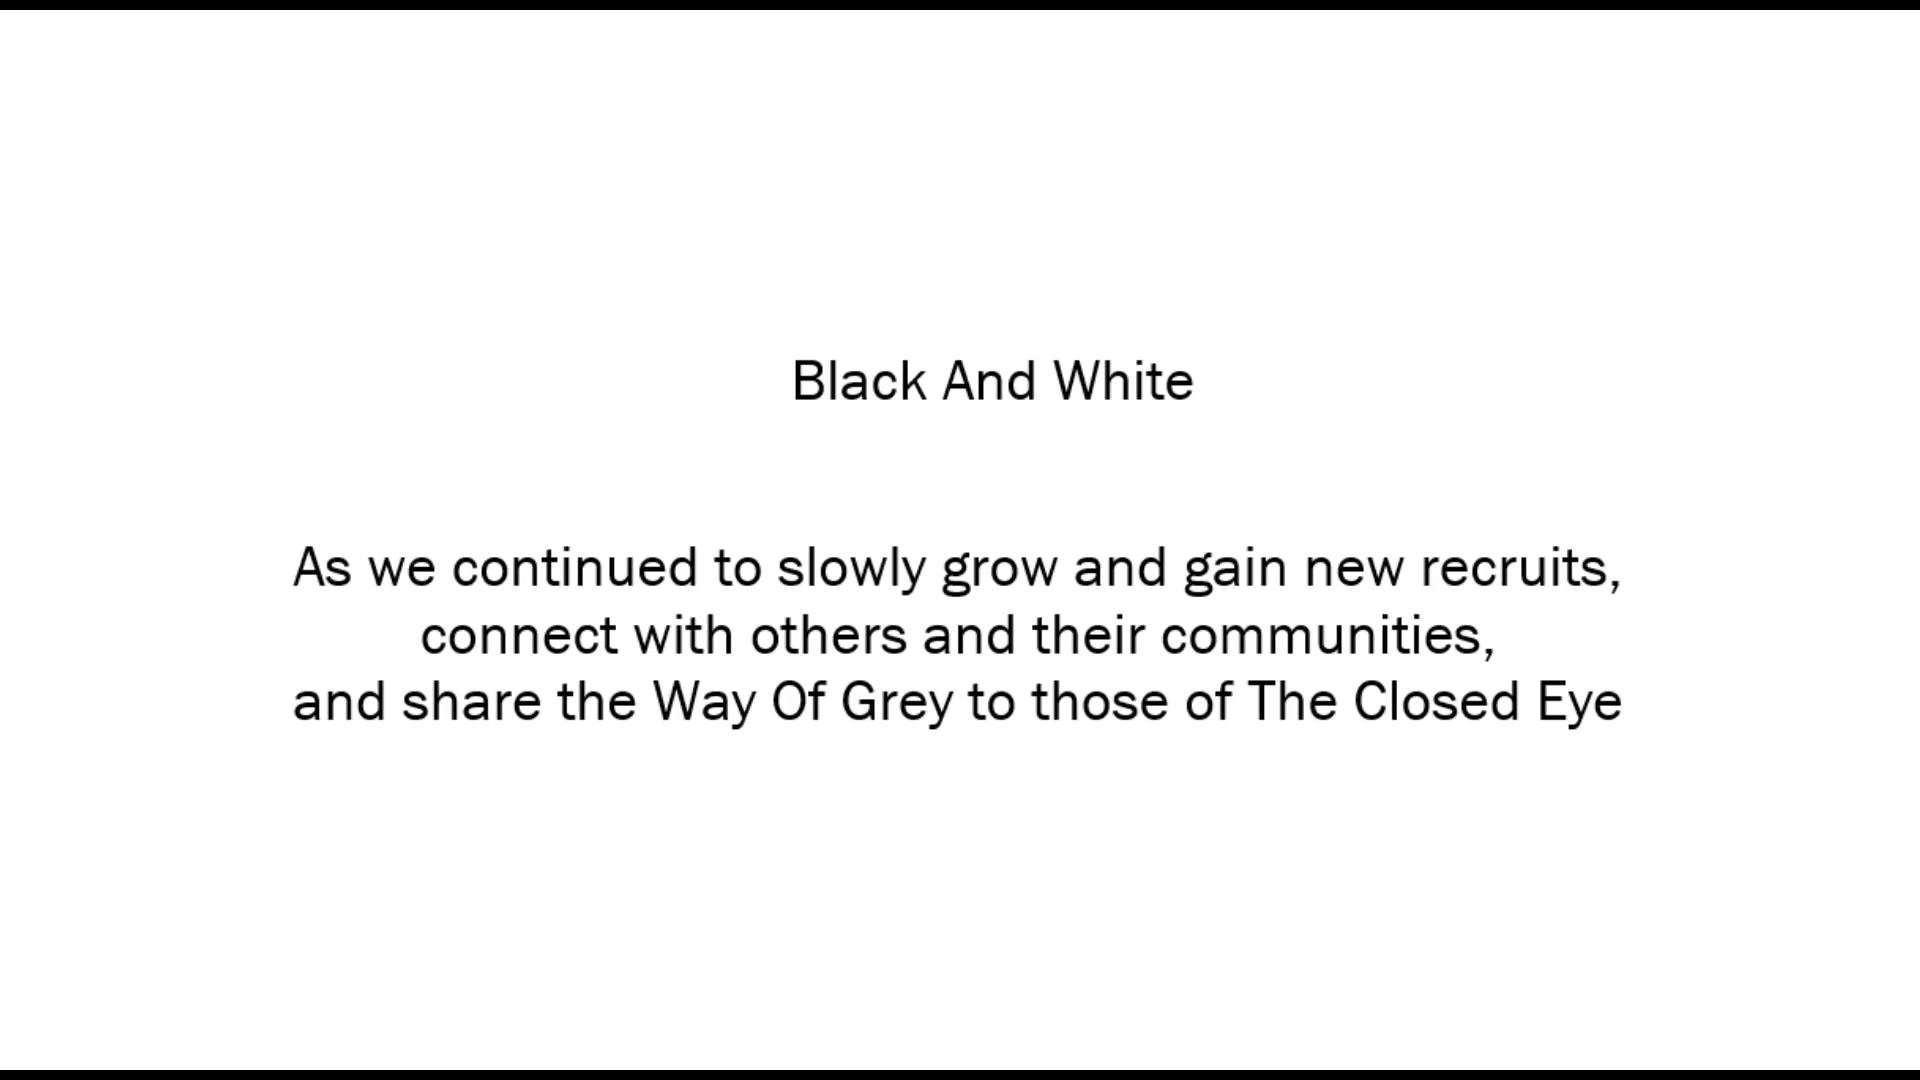 Black And White
As we continued to slowly grow and gain new recruits,
connect with others and their communities,
and share the Way Of Grey to those of The Closed Eye